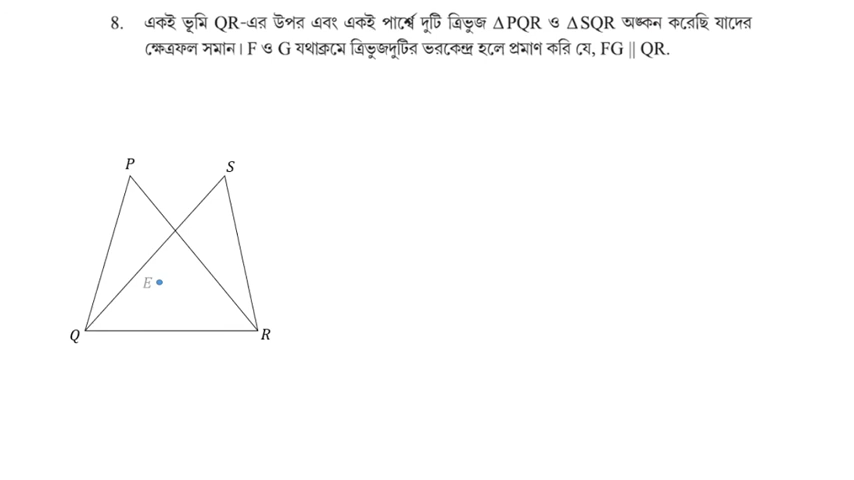 8. একই ভূমি QR-এর উপর এবং একই পার্শ্বে দুটি ত্রিভুজ ΔPQR ও ΔSQR অঙ্কন করেছি যাদের
ক্ষেত্রফল সমান। F ও G যথাক্রমে ত্রিভুজদুটির ভরকেন্দ্র হলে প্রমাণ করি যে, FG || QR.
P S
E
Q R